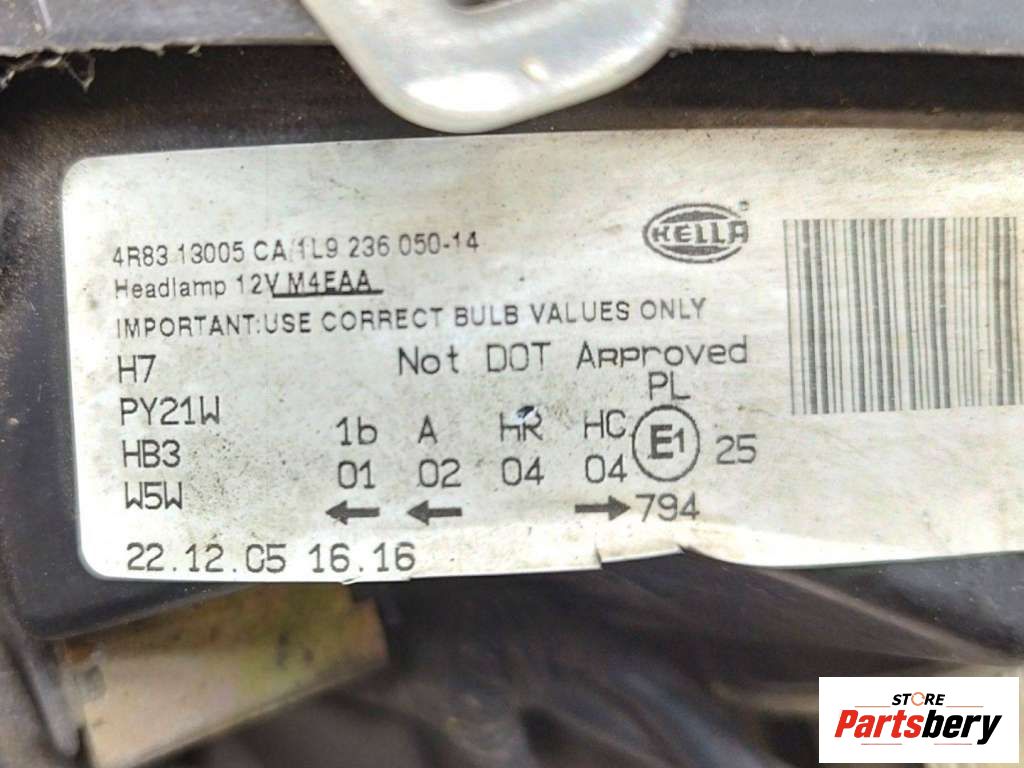 4R83 13005 CA/1L9 236 050-14
HELLA
®
Headlamp 12V M4EAA
IMPORTANT:USE CORRECT BULB VALUES ONLY
H7 Not DOT Approved
PL
PY21W
1b A HR HC E1 25
HB3
01 02 04 04
W5W
← ← → 794
22.12.05 16.16
STORE
Partsbery